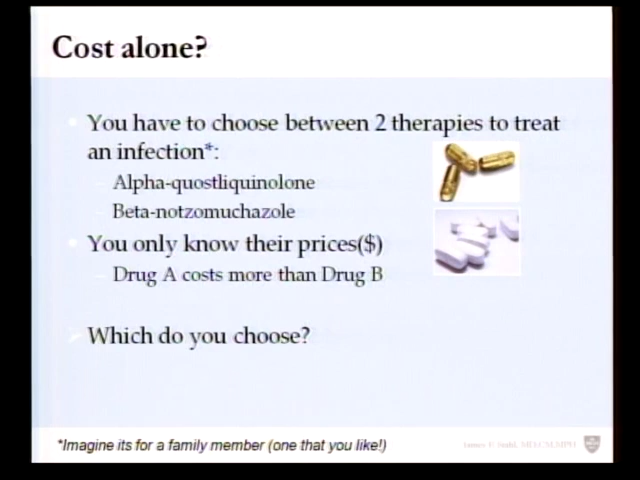 Cost alone?
You have to choose between 2 therapies to treat
an infection*:
Alpha-quostliquinolone
Beta-notzomuchazole
You only know their prices($)
Drug A costs more than Drug B
Which do you choose?
*Imagine its for a family member (one that you like!)